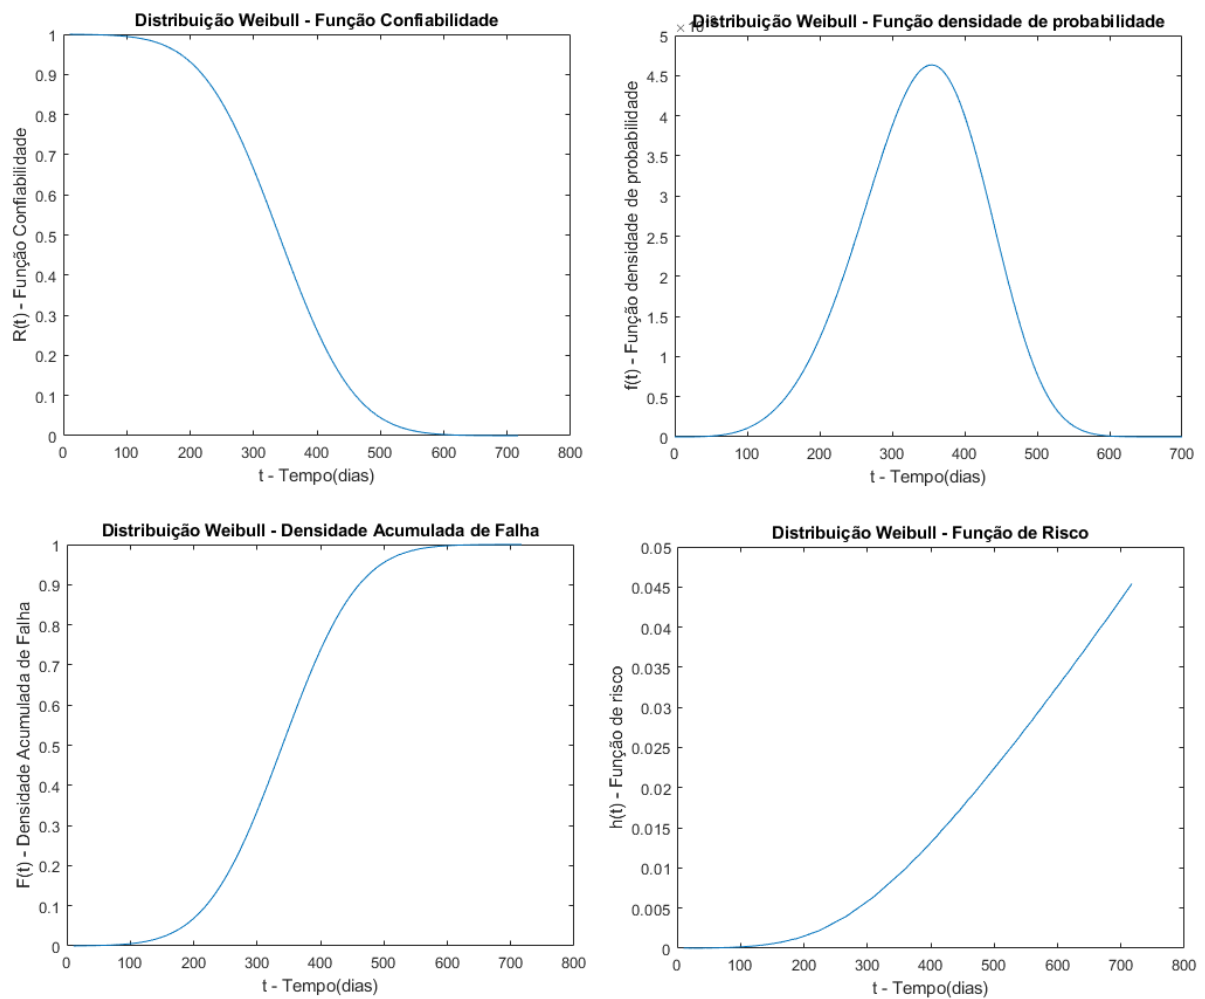 Distribuição Weibull - Função Confiabilidade
R(t) - Função Confiabilidade
1
0.9
0.8
0.7
0.6
0.5
0.4
0.3
0.2
0.1
0
0 100 200 300 400 500 600 700 800
t - Tempo(dias)
Distribuição Weibull - Função densidade de probabilidade
f(t) - Função densidade de probabilidade
5
4.5
4
3.5
3
2.5
2
1.5
1
0.5
0
0 100 200 300 400 500 600 700
t - Tempo(dias)
Distribuição Weibull - Densidade Acumulada de Falha
F(t) - Densidade Acumulada de Falha
1
0.9
0.8
0.7
0.6
0.5
0.4
0.3
0.2
0.1
0
0 100 200 300 400 500 600 700 800
t - Tempo(dias)
Distribuição Weibull - Função de Risco
h(t) - Função de risco
0.05
0.045
0.04
0.035
0.03
0.025
0.02
0.015
0.01
0.005
0
0 100 200 300 400 500 600 700 800
t - Tempo(dias)